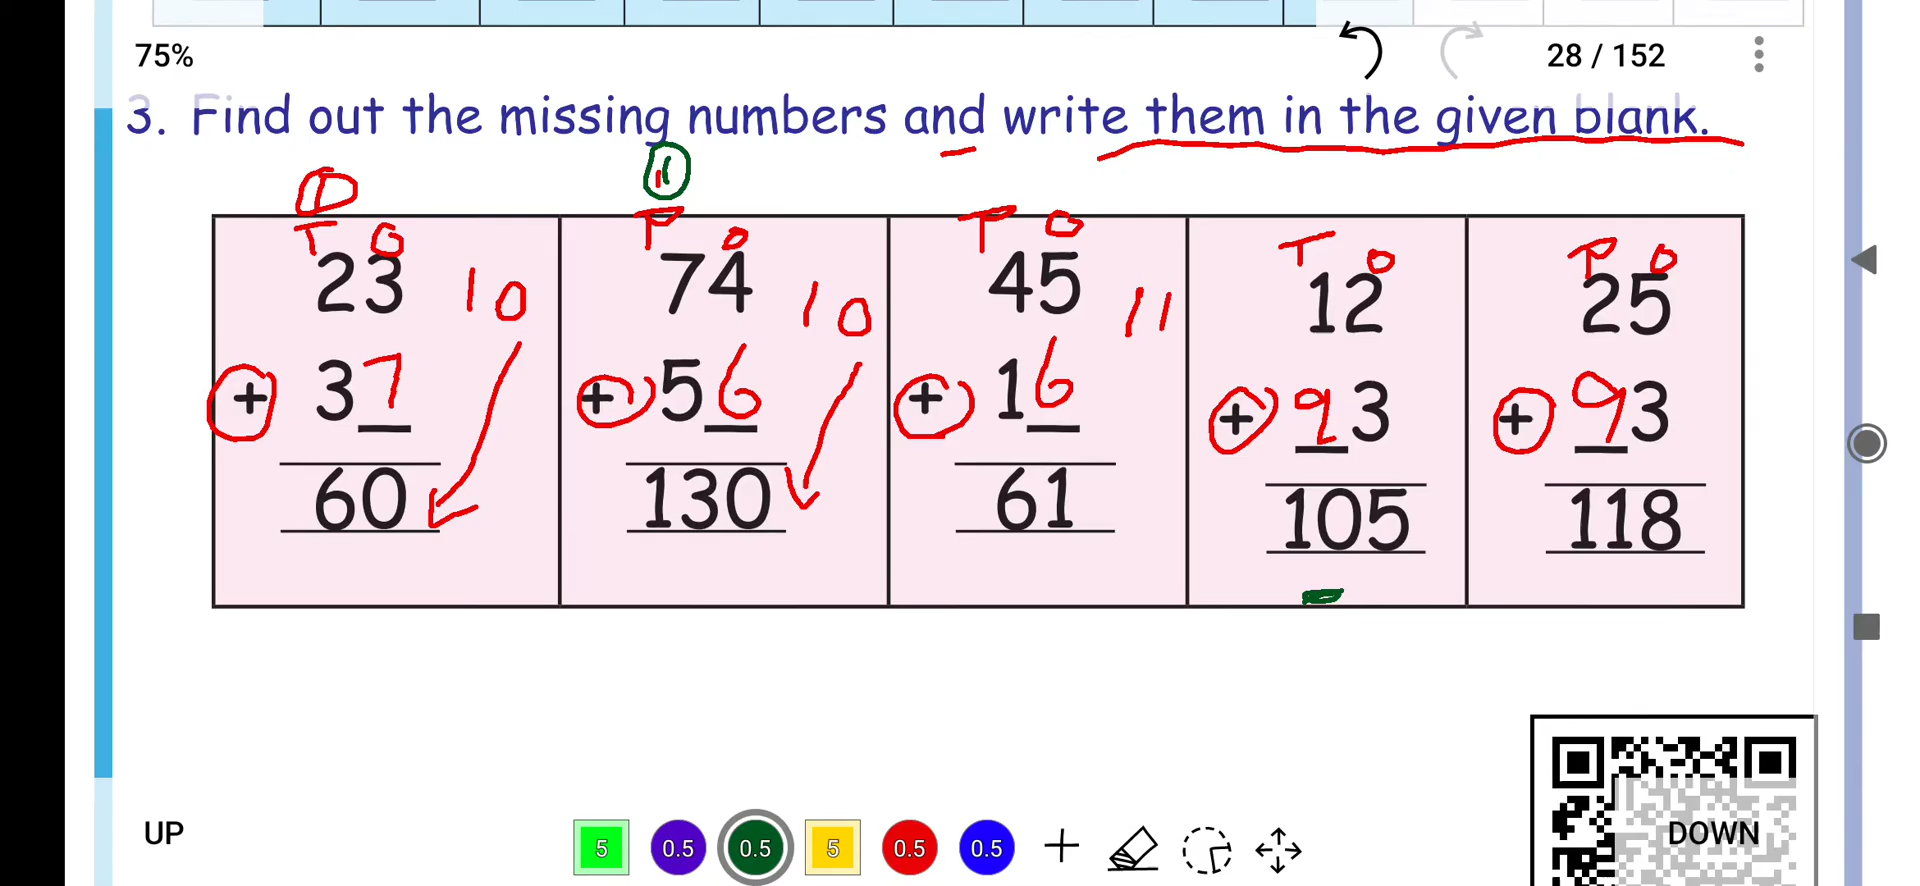 75% 28 / 152
3. Find out the missing numbers and write them in the given blank.
1 1
T O T O T O T O T O
23 10 74 10 45 11 12 25
+ 37 + 56 + 16 + 93 + 93
60 130 61 105 118
UP 5 0.5 0.5 5 0.5 0.5 DOWN